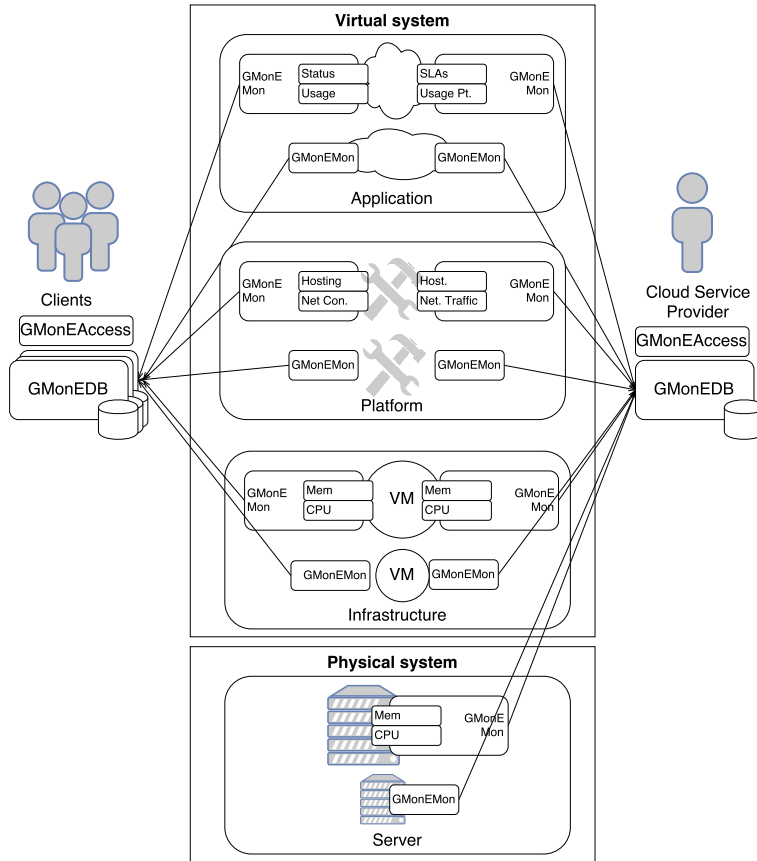 Virtual system
GMonE
Mon
Status
Usage
SLAs
Usage Pt.
GMonE
Mon
GMonEMon
GMonEMon
Application
Clients
GMonEAccess
GMonEDB
Cloud Service
Provider
GMonEAccess
GMonEDB
GMonE
Mon
Hosting
Net Con.
Host.
Net. Traffic
GMonE
Mon
GMonEMon
GMonEMon
Platform
GMonE
Mon
Mem
CPU
VM
Mem
CPU
GMonE
Mon
GMonEMon
VM
GMonEMon
Infrastructure
Physical system
Mem
CPU
GMonE
Mon
GMonEMon
Server